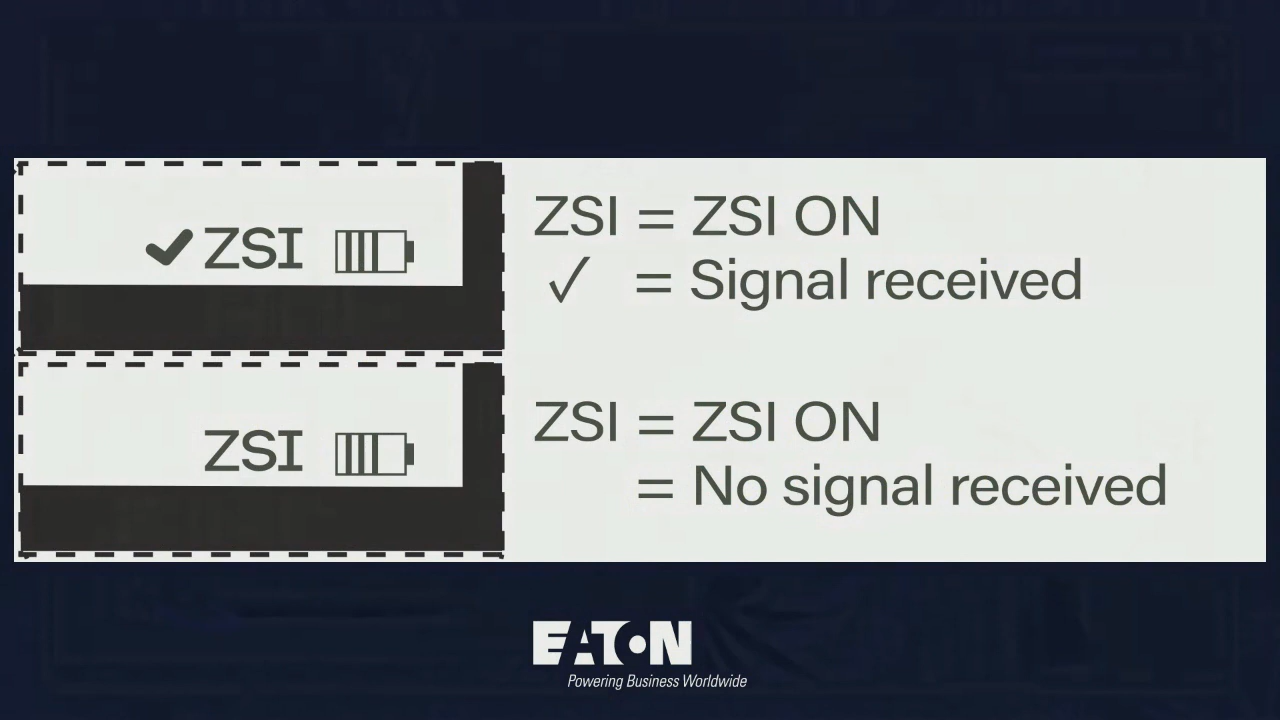 ✓ ZSI
ZSI = ZSI ON
✓ = Signal received
ZSI
ZSI = ZSI ON
= No signal received
EATON
Powering Business Worldwide